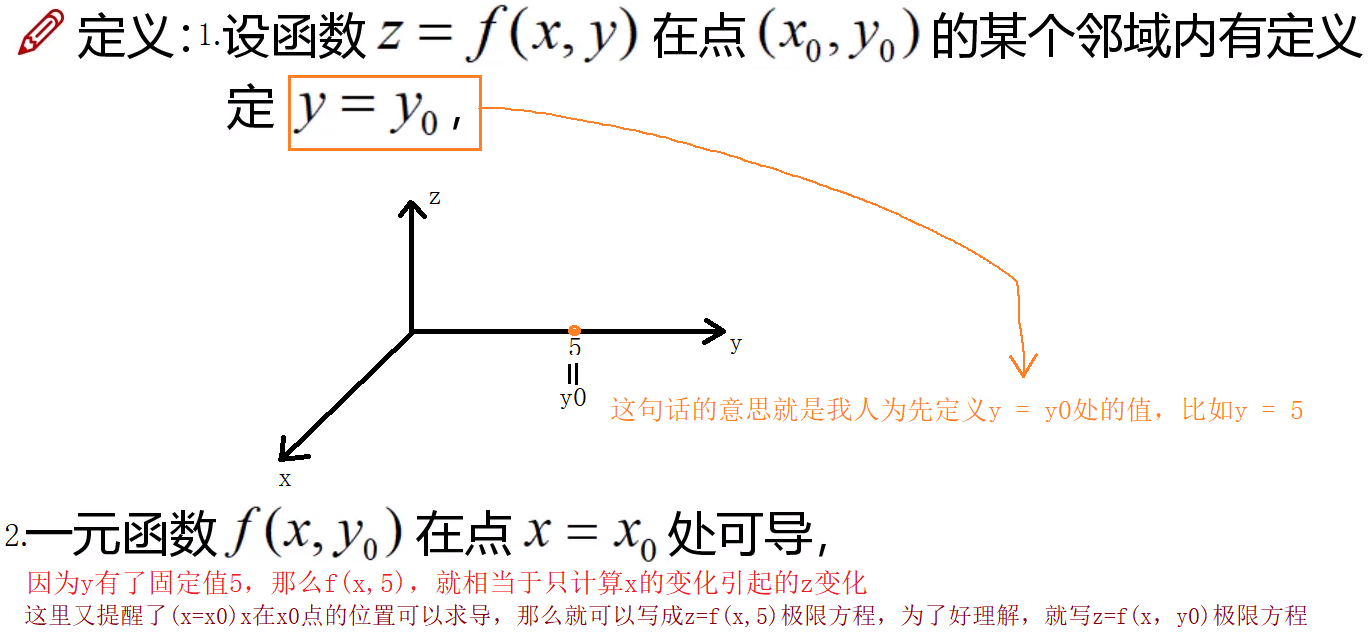 定义:1.设函数 z = f(x, y) 在点 (x₀, y₀) 的某个邻域内有定义
定 y = y₀,
z
y
5
=
y0
x
这句话的意思就是我人为先定义y = y0处的值，比如y = 5
2.一元函数 f(x, y₀) 在点 x = x₀ 处可导,
因为y有了固定值5，那么f(x,5)，就相当于只计算x的变化引起的z变化
这里又提醒了(x=x0)x在x0点的位置可以求导，那么就可以写成z=f(x,5)极限方程，为了好理解，就写z=f(x，y0)极限方程